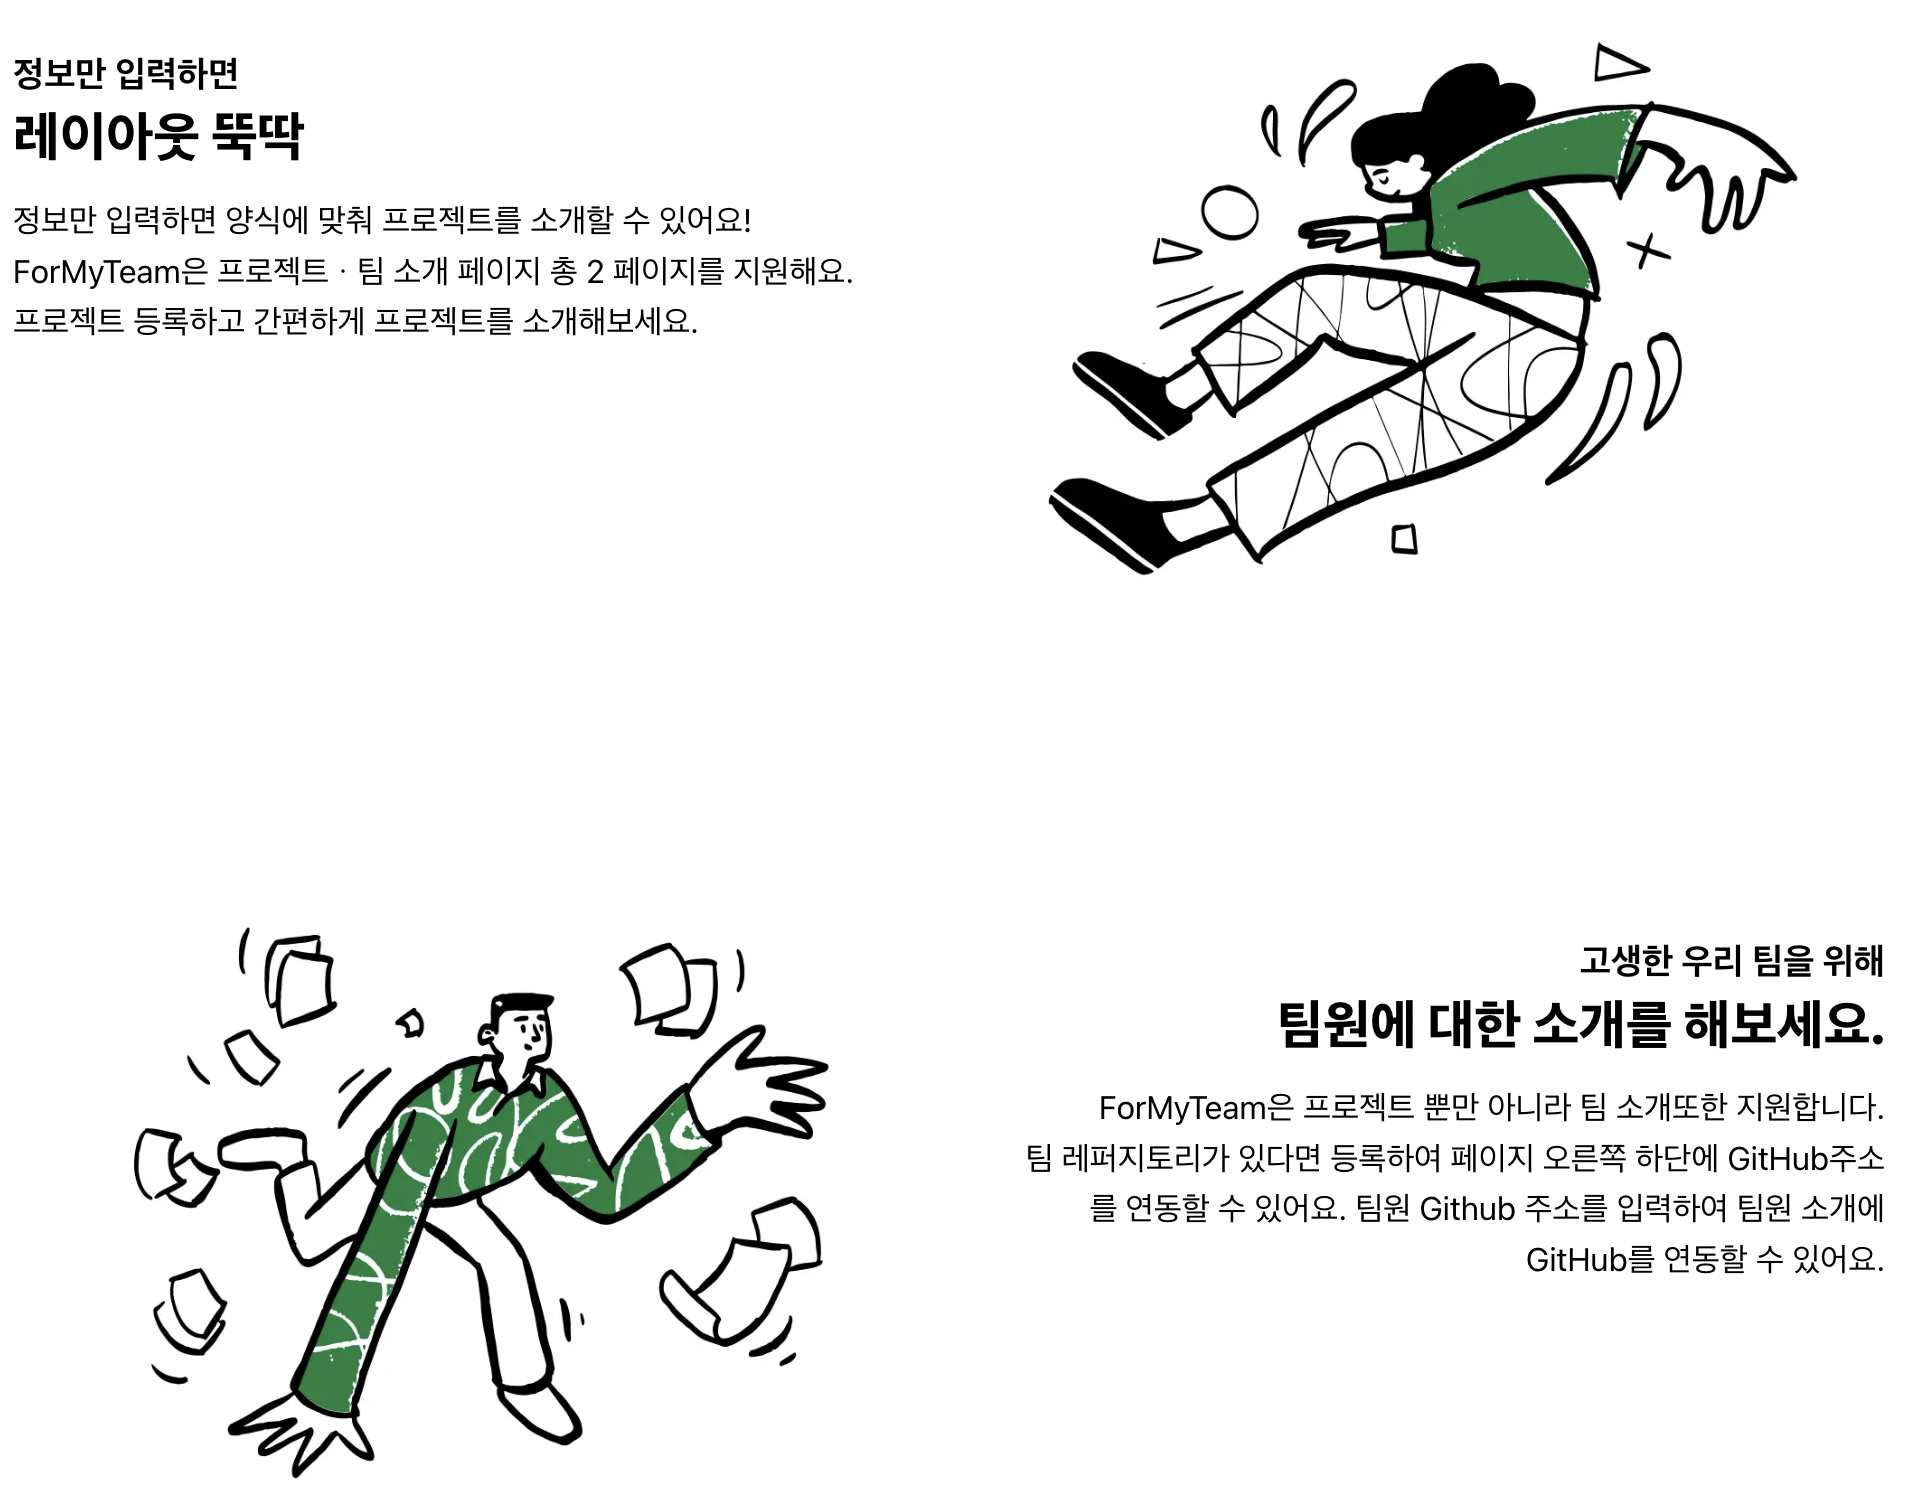 정보만 입력하면
레이아웃 뚝딱
정보만 입력하면 양식에 맞춰 프로젝트를 소개할 수 있어요!
ForMyTeam은 프로젝트 · 팀 소개 페이지 총 2 페이지를 지원해요.
프로젝트 등록하고 간편하게 프로젝트를 소개해보세요.
고생한 우리 팀을 위해
팀원에 대한 소개를 해보세요.
ForMyTeam은 프로젝트 뿐만 아니라 팀 소개또한 지원합니다.
팀 레퍼지토리가 있다면 등록하여 페이지 오른쪽 하단에 GitHub주소
를 연동할 수 있어요. 팀원 Github 주소를 입력하여 팀원 소개에
GitHub를 연동할 수 있어요.